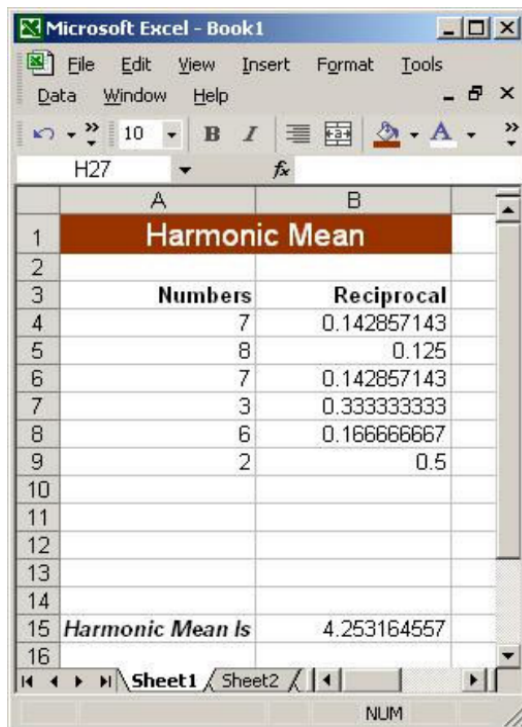 Microsoft Excel - Book1
File Edit View Insert Format Tools
Data Window Help
10 B I A
H27 fx
A B
1 Harmonic Mean
2
3 Numbers Reciprocal
4 7 0.142857143
5 8 0.125
6 7 0.142857143
7 3 0.333333333
8 6 0.166666667
9 2 0.5
10
11
12
13
14
15 Harmonic Mean Is 4.253164557
16
Sheet1 Sheet2
NUM